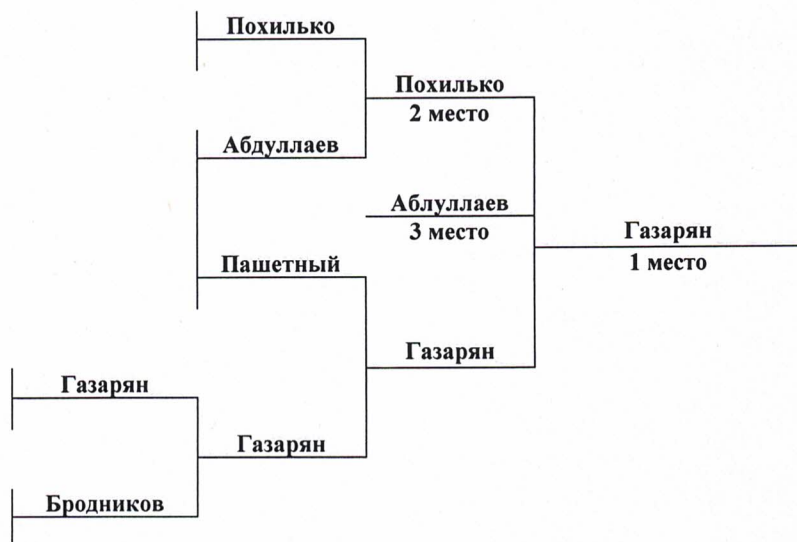 Похилько
Похилько
2 место
Абдуллаев
Аблуллаев
3 место
Газарян
1 место
Пашетный
Газарян
Газарян
Газарян
Бродников